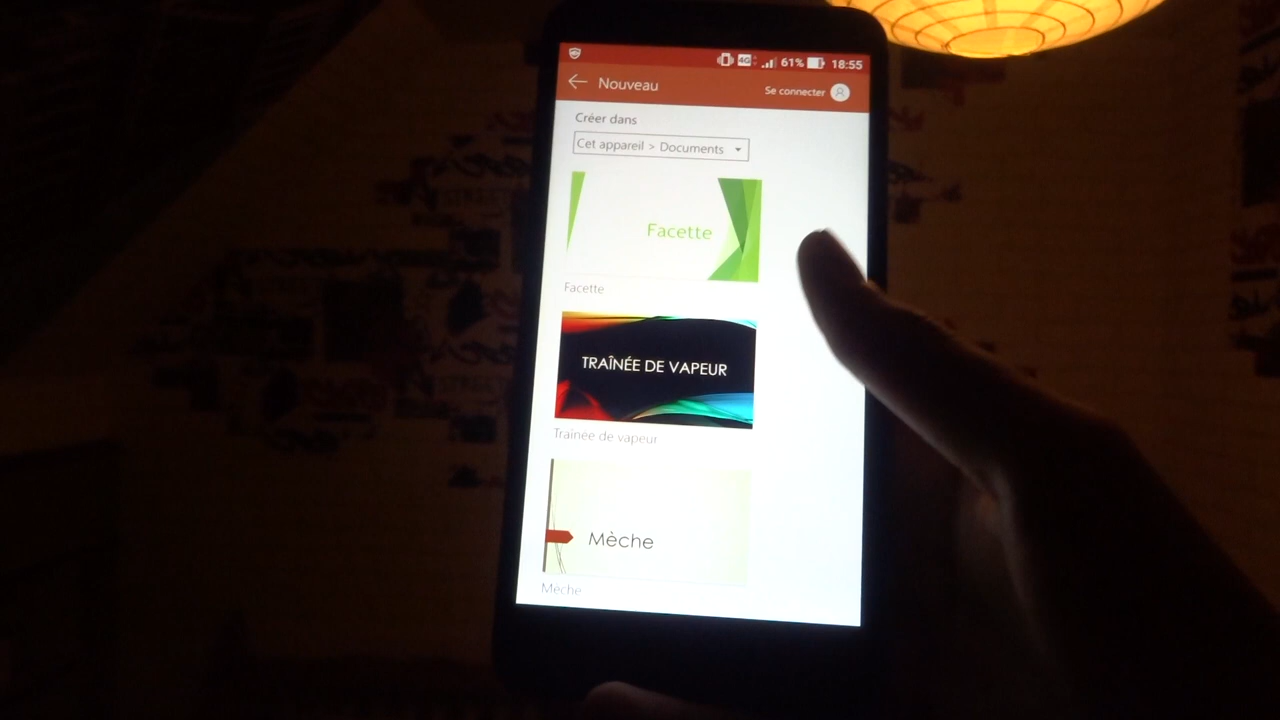 4G 61% 18:55
Nouveau
Se connecter
Créer dans
Cet appareil > Documents
Facette
Facette
TRAÎNÉE DE VAPEUR
Traînée de vapeur
Mèche
Mèche